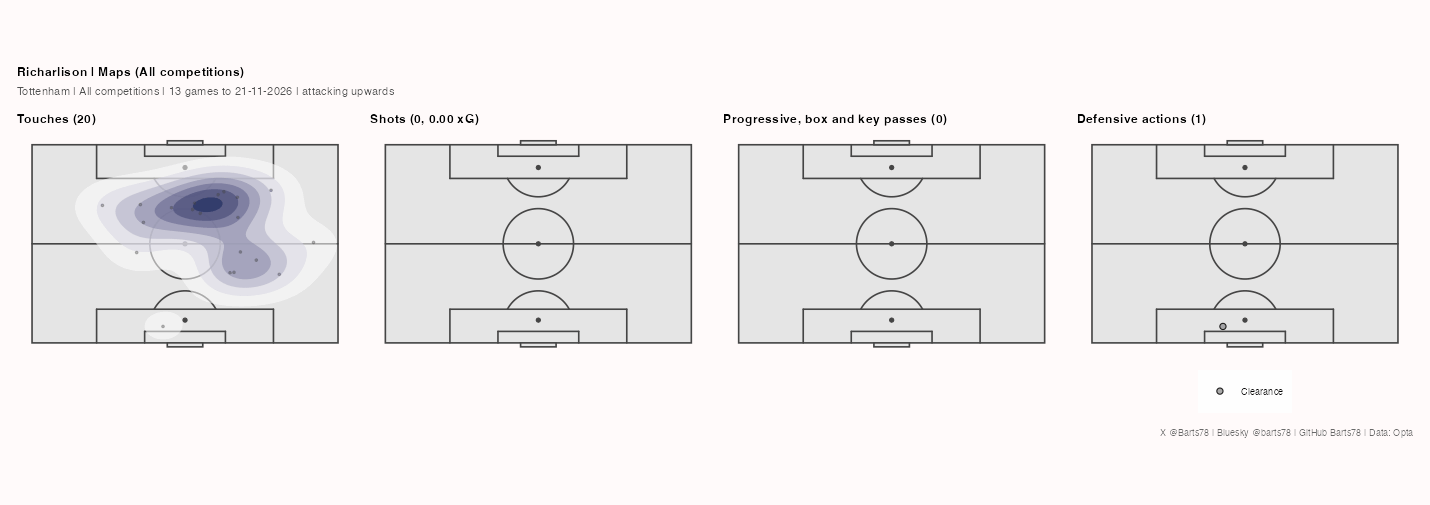 Richarlison | Maps (All competitions)
Tottenham | All competitions | 13 games to 21-11-2026 | attacking upwards
Touches (20)
Shots (0, 0.00 xG)
Progressive, box and key passes (0)
Defensive actions (1)
Clearance
X @Barts78 | Bluesky @barts78 | GitHub Barts78 | Data: Opta